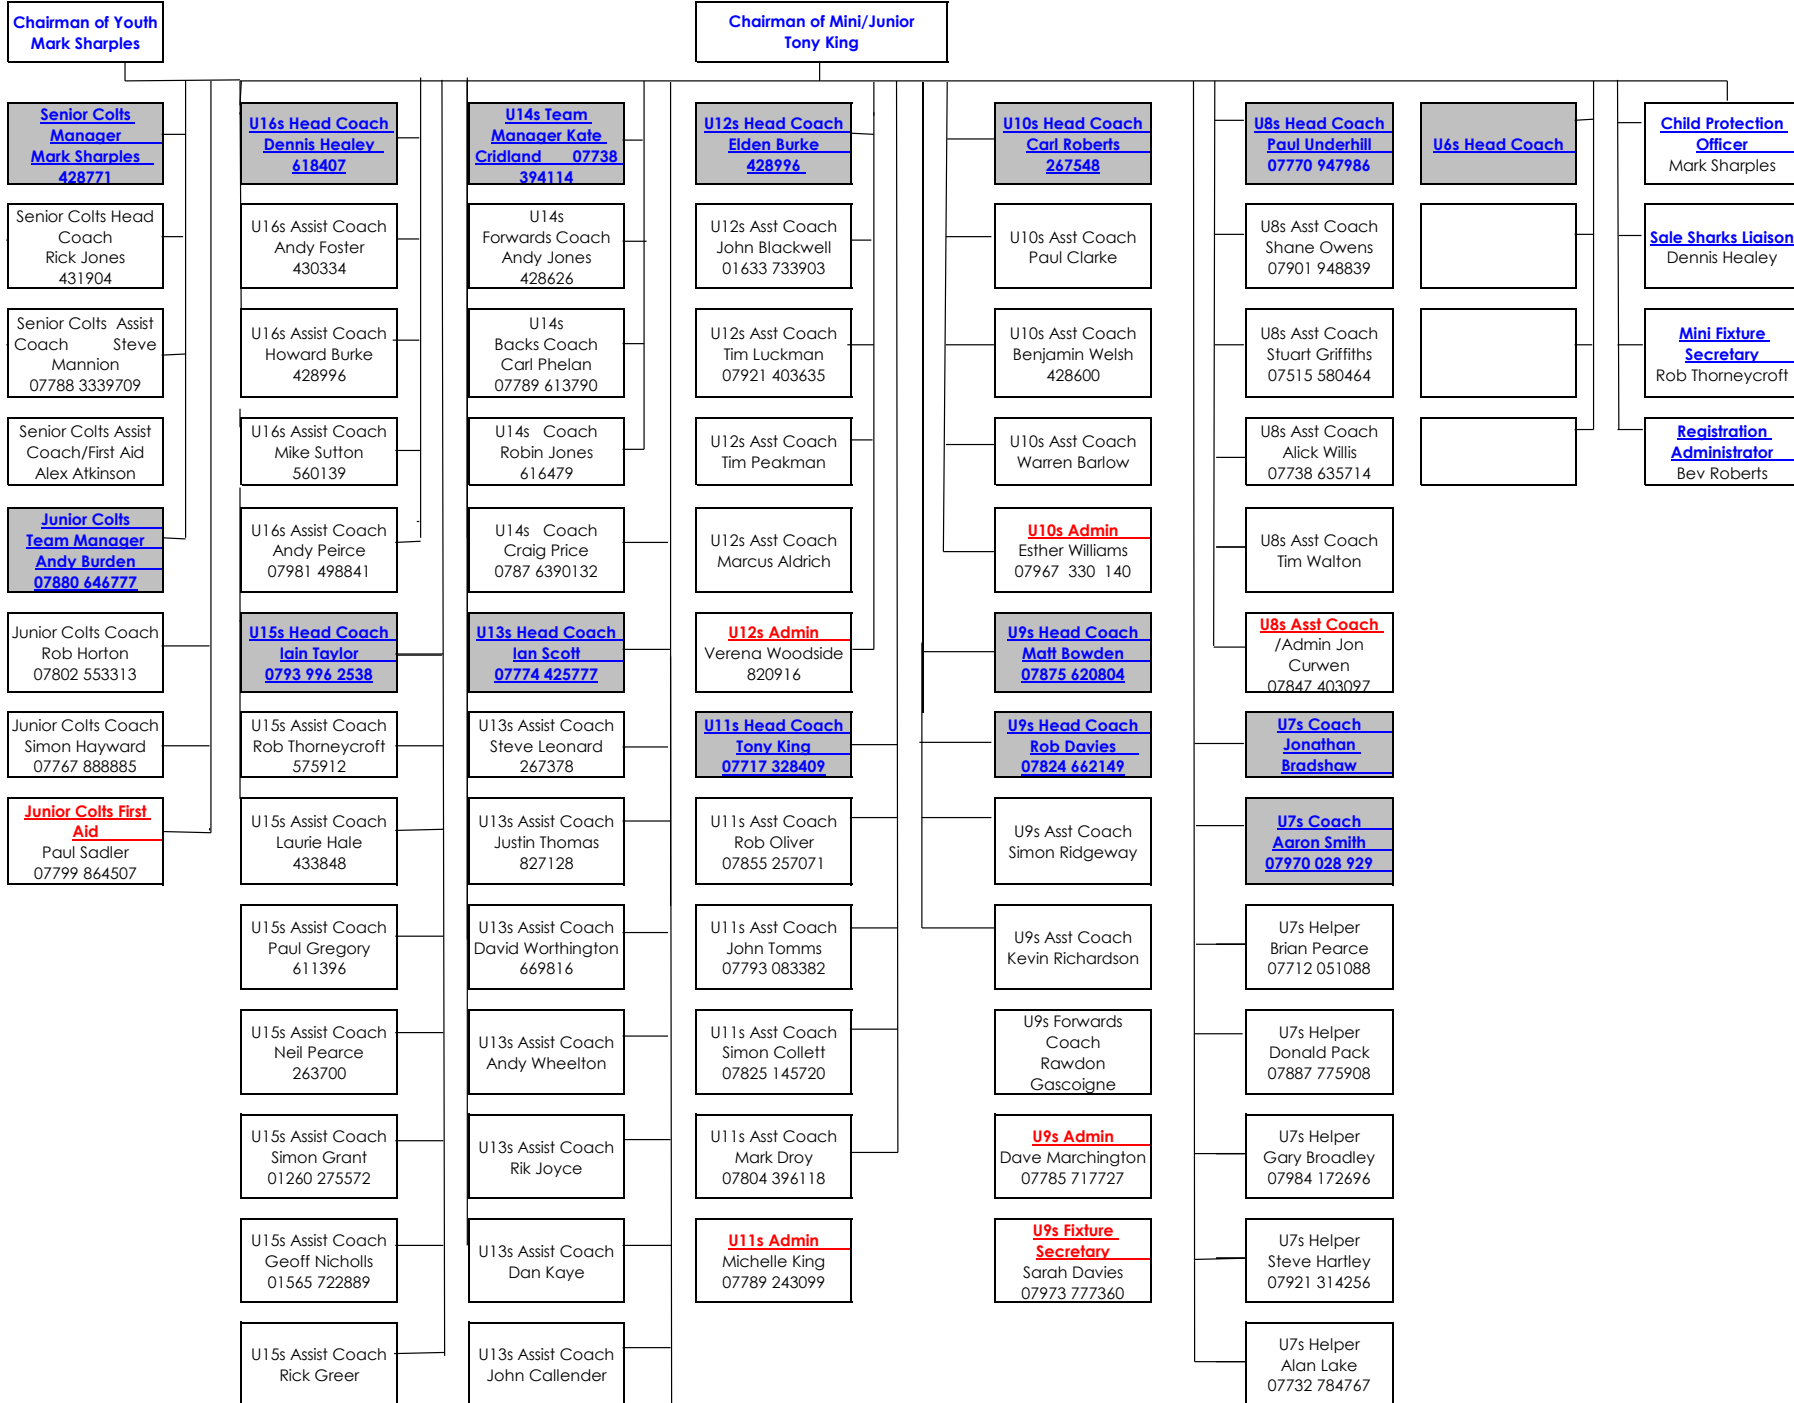 Chairman of Youth
Mark Sharples
Chairman of Mini/Junior
Tony King
Senior Colts
Manager
Mark Sharples
428771
Senior Colts Head
Coach
Rick Jones
431904
Senior Colts Assist
Coach Steve
Mannion
07788 3339709
Senior Colts Assist
Coach/First Aid
Alex Atkinson
Junior Colts
Team Manager
Andy Burden
07880 646777
Junior Colts Coach
Rob Horton
07802 553313
Junior Colts Coach
Simon Hayward
07767 888885
Junior Colts First
Aid
Paul Sadler
07799 864507
U16s Head Coach
Dennis Healey
618407
U16s Assist Coach
Andy Foster
430334
U16s Assist Coach
Howard Burke
428996
U16s Assist Coach
Mike Sutton
560139
U16s Assist Coach
Andy Peirce
07981 498841
U15s Head Coach
Iain Taylor
0793 996 2538
U15s Assist Coach
Rob Thorneycroft
575912
U15s Assist Coach
Laurie Hale
433848
U15s Assist Coach
Paul Gregory
611396
U15s Assist Coach
Neil Pearce
263700
U15s Assist Coach
Simon Grant
01260 275572
U15s Assist Coach
Geoff Nicholls
01565 722889
U15s Assist Coach
Rick Greer
U14s Team
Manager Kate
Cridland 07738
394114
U14s
Forwards Coach
Andy Jones
428626
U14s
Backs Coach
Carl Phelan
07789 613790
U14s Coach
Robin Jones
616479
U14s Coach
Craig Price
0787 6390132
U13s Head Coach
Ian Scott
07774 425777
U13s Assist Coach
Steve Leonard
267378
U13s Assist Coach
Justin Thomas
827128
U13s Assist Coach
David Worthington
669816
U13s Assist Coach
Andy Wheelton
U13s Assist Coach
Rik Joyce
U13s Assist Coach
Dan Kaye
U13s Assist Coach
John Callender
U12s Head Coach
Elden Burke
428996
U12s Asst Coach
John Blackwell
01633 733903
U12s Asst Coach
Tim Luckman
07921 403635
U12s Asst Coach
Tim Peakman
U12s Asst Coach
Marcus Aldrich
U12s Admin
Verena Woodside
820916
U11s Head Coach
Tony King
07717 328409
U11s Asst Coach
Rob Oliver
07855 257071
U11s Asst Coach
John Tomms
07793 083382
U11s Asst Coach
Simon Collett
07825 145720
U11s Asst Coach
Mark Droy
07804 396118
U11s Admin
Michelle King
07789 243099
U10s Head Coach
Carl Roberts
267548
U10s Asst Coach
Paul Clarke
U10s Asst Coach
Benjamin Welsh
428600
U10s Asst Coach
Warren Barlow
U10s Admin
Esther Williams
07967 330 140
U9s Head Coach
Matt Bowden
07875 620804
U9s Head Coach
Rob Davies
07824 662149
U9s Asst Coach
Simon Ridgeway
U9s Asst Coach
Kevin Richardson
U9s Forwards
Coach
Rawdon
Gascoigne
U9s Admin
Dave Marchington
07785 717727
U9s Fixture
Secretary
Sarah Davies
07973 777360
U8s Head Coach
Paul Underhill
07770 947986
U8s Asst Coach
Shane Owens
07901 948839
U8s Asst Coach
Stuart Griffiths
07515 580464
U8s Asst Coach
Alick Willis
07738 635714
U8s Asst Coach
Tim Walton
U8s Asst Coach
/Admin Jon
Curwen
07847 403097
U7s Coach
Jonathan
Bradshaw
U7s Coach
Aaron Smith
07970 028 929
U7s Helper
Brian Pearce
07712 051088
U7s Helper
Donald Pack
07887 775908
U7s Helper
Gary Broadley
07984 172696
U7s Helper
Steve Hartley
07921 314256
U7s Helper
Alan Lake
07732 784767
U6s Head Coach
Child Protection
Officer
Mark Sharples
Sale Sharks Liaison
Dennis Healey
Mini Fixture
Secretary
Rob Thorneycroft
Registration
Administrator
Bev Roberts